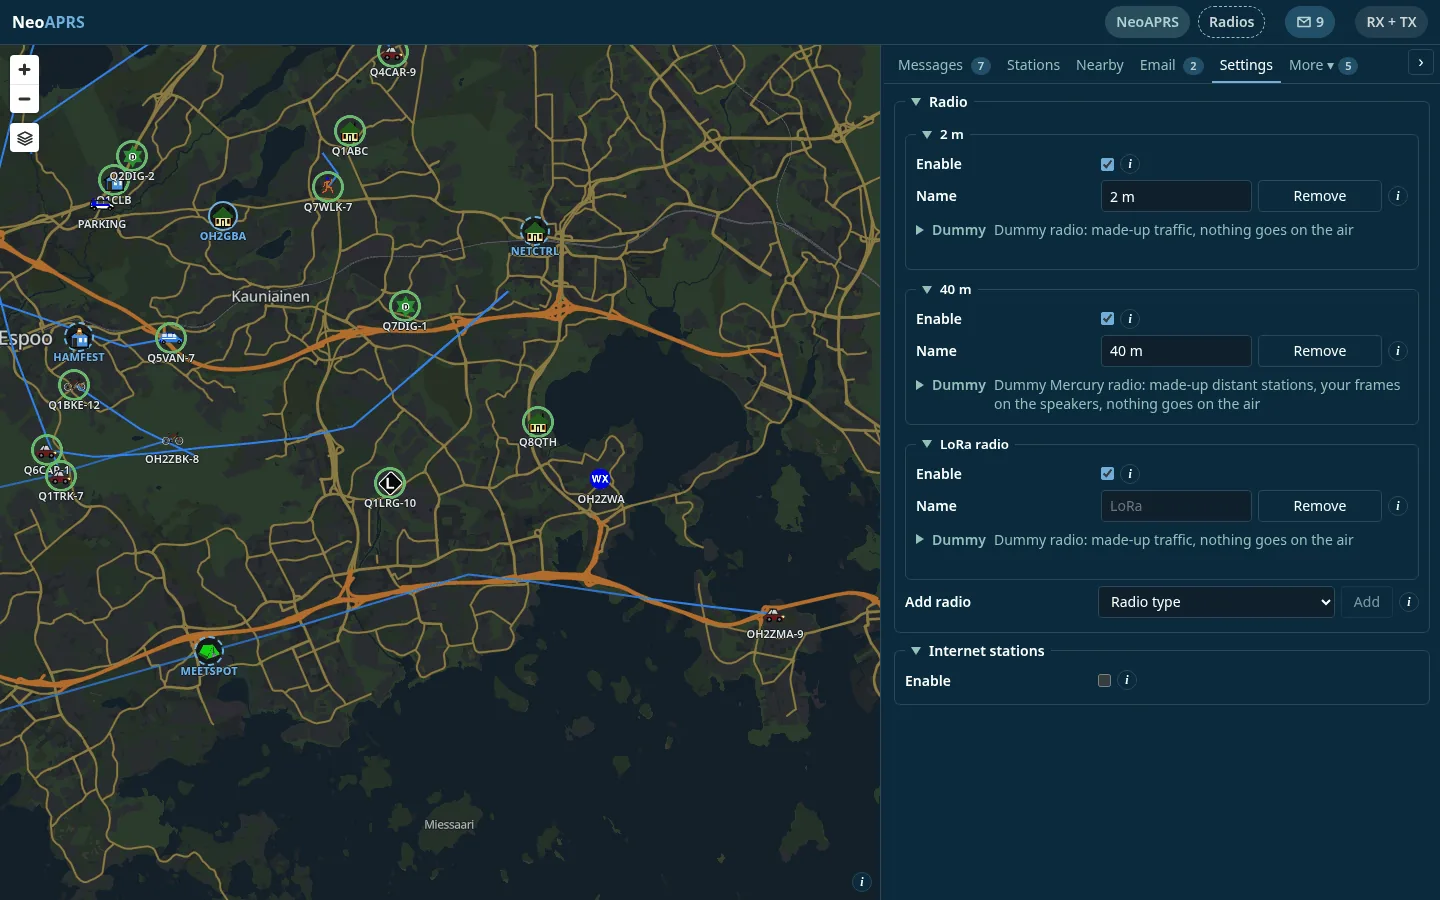 NeoAPRS
NeoAPRS
Radios
9
RX + TX
Messages 7
Stations
Nearby
Email 2
Settings
More ▾ 5
›
+
−
Q4CAR-9
Q1ABC
D
Q2DIG-2
Q1CLB
PARKING
Q7WLK-7
OH2GBA
NETCTRL
Kauniainen
D
Q7DIG-1
Espoo
HAMFEST
Q5VAN-7
Q1BKE-12
Q8QTH
OH2ZBK-8
Q6CAR-1
Q1TRK-7
L
Q1LRG-10
WX
OH2ZWA
OH2ZMA-9
MEETSPOT
Miessaari
i
Radio
2 m
Enable i
Name 2 m Remove i
Dummy Dummy radio: made-up traffic, nothing goes on the air
40 m
Enable i
Name 40 m Remove i
Dummy Dummy Mercury radio: made-up distant stations, your frames
on the speakers, nothing goes on the air
LoRa radio
Enable i
Name LoRa Remove i
Dummy Dummy radio: made-up traffic, nothing goes on the air
Add radio Radio type Add i
Internet stations
Enable i